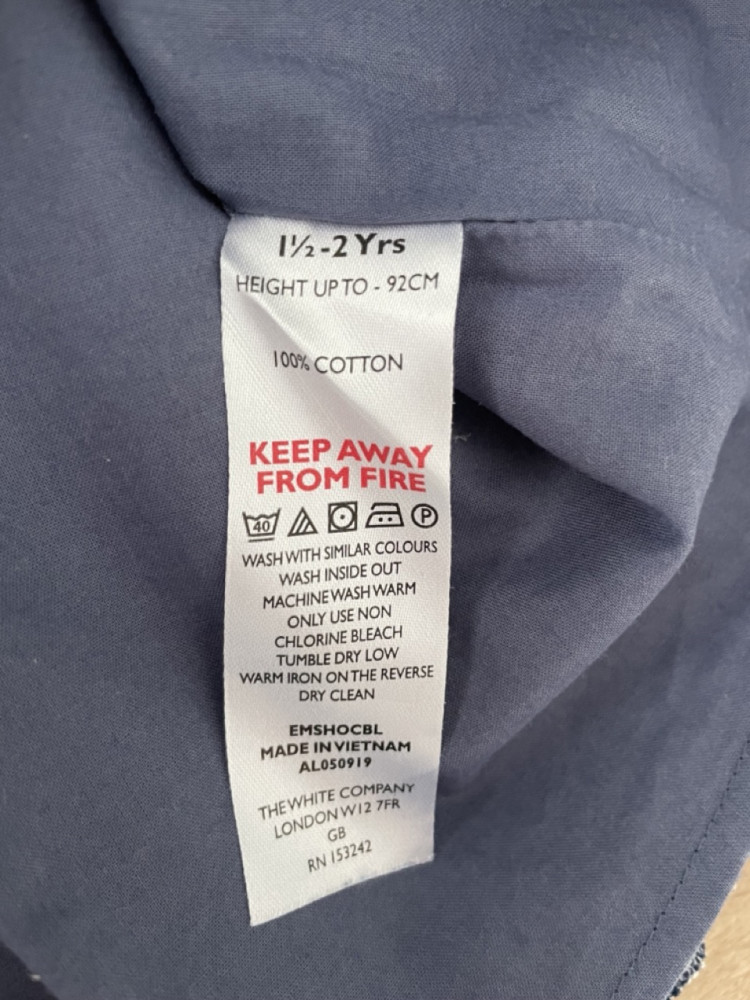 1½-2 Yrs
HEIGHT UP TO - 92CM
100% COTTON
KEEP AWAY
FROM FIRE
40 P
WASH WITH SIMILAR COLOURS
WASH INSIDE OUT
MACHINE WASH WARM
ONLY USE NON
CHLORINE BLEACH
TUMBLE DRY LOW
WARM IRON ON THE REVERSE
DRY CLEAN
EMSHOCBL
MADE IN VIETNAM
AL050919
THE WHITE COMPANY
LONDON W12 7FR
GB
RN 153242